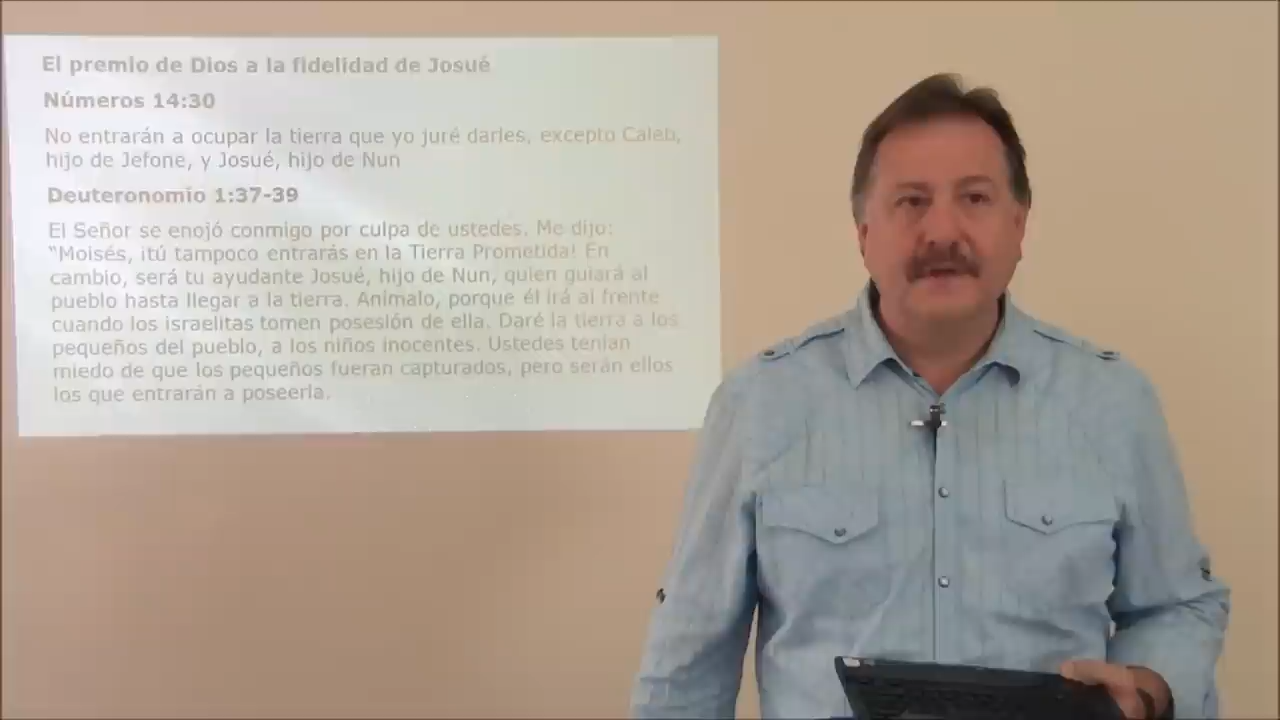 El premio de Dios a la fidelidad de Josué
Números 14:30
No entrarán a ocupar la tierra que yo juré darles, excepto Caleb,
hijo de Jefone, y Josué, hijo de Nun
Deuteronomio 1:37-39
El Señor se enojó conmigo por culpa de ustedes. Me dijo:
“Moisés, ¡tú tampoco entrarás en la Tierra Prometida! En
cambio, será tu ayudante Josué, hijo de Nun, quien guiará al
pueblo hasta llegar a la tierra. Anímalo, porque él irá al frente
cuando los israelitas tomen posesión de ella. Daré la tierra a los
pequeños del pueblo, a los niños inocentes. Ustedes tenían
miedo de que los pequeños fueran capturados, pero serán ellos
los que entrarán a poseerla.